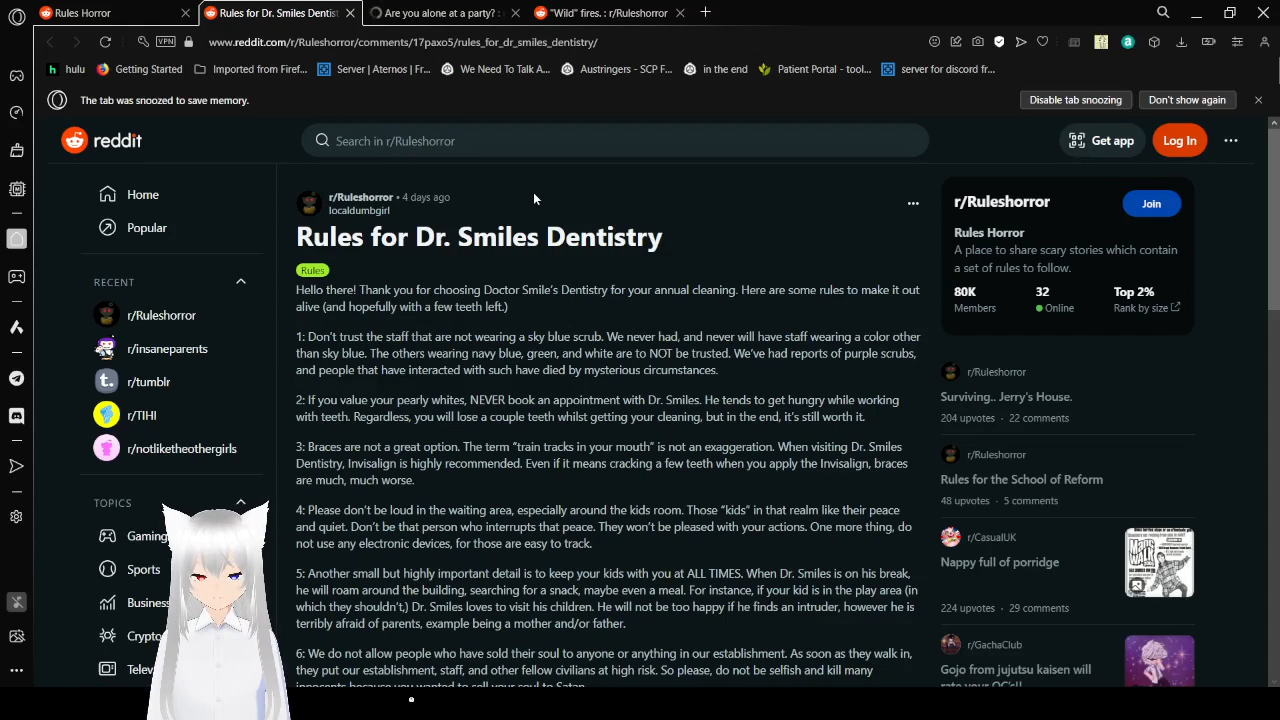 Rules Horror
Rules for Dr. Smiles Dentist
Are you alone at a party? :
"Wild" fires. : r/Ruleshorror
VPN
www.reddit.com/r/Ruleshorror/comments/17paxo5/rules_for_dr_smiles_dentistry/
hulu
Getting Started
Imported from Firef...
Server | Aternos | Fr...
We Need To Talk A...
Austringers - SCP F...
in the end
Patient Portal - tool...
server for discord fr...
The tab was snoozed to save memory.
Disable tab snoozing
Don't show again
reddit
Search in r/Ruleshorror
Get app
Log In
Home
Popular
RECENT
r/Ruleshorror
r/insaneparents
r/tumblr
r/TIHI
r/notliketheothergirls
TOPICS
Gaming
Sports
Business
Crypto
Telev
r/Ruleshorror • 4 days ago
localdumbgirl
Rules for Dr. Smiles Dentistry
Rules
Hello there! Thank you for choosing Doctor Smile's Dentistry for your annual cleaning. Here are some rules to make it out
alive (and hopefully with a few teeth left.)
1: Don't trust the staff that are not wearing a sky blue scrub. We never had, and never will have staff wearing a color other
than sky blue. The others wearing navy blue, green, and white are to NOT be trusted. We've had reports of purple scrubs,
and people that have interacted with such have died by mysterious circumstances.
2: If you value your pearly whites, NEVER book an appointment with Dr. Smiles. He tends to get hungry while working
with teeth. Regardless, you will lose a couple teeth whilst getting your cleaning, but in the end, it's still worth it.
3: Braces are not a great option. The term "train tracks in your mouth" is not an exaggeration. When visiting Dr. Smiles
Dentistry, Invisalign is highly recommended. Even if it means cracking a few teeth when you apply the Invisalign, braces
are much, much worse.
4: Please don't be loud in the waiting area, especially around the kids room. Those "kids" in that realm like their peace
and quiet. Don't be that person who interrupts that peace. They won't be pleased with your actions. One more thing, do
not use any electronic devices, for those are easy to track.
5: Another small but highly important detail is to keep your kids with you at ALL TIMES. When Dr. Smiles is on his break,
he will roam around the building, searching for a snack, maybe even a meal. For instance, if your kid is in the play area (in
which they shouldn't,) Dr. Smiles loves to visit his children. He will not be too happy if he finds an intruder, however he is
terribly afraid of parents, example being a mother and/or father.
6: We do not allow people who have sold their soul to anyone or anything in our establishment. As soon as they walk in,
they put our establishment, staff, and other fellow civilians at high risk. So please, do not be selfish and kill many
innocents because you wanted to sell your soul to Satan.
r/Ruleshorror
Join
Rules Horror
A place to share scary stories which contain
a set of rules to follow.
80K
32
Top 2%
Members
Online
Rank by size
r/Ruleshorror
Surviving.. Jerry's House.
204 upvotes • 22 comments
r/Ruleshorror
Rules for the School of Reform
48 upvotes • 5 comments
r/CasualUK
Nappy full of porridge
224 upvotes • 29 comments
r/GachaClub
Gojo from jujutsu kaisen will
rate your OC's!!